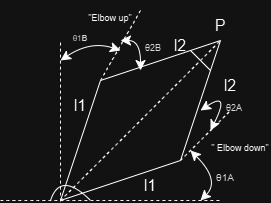 "Elbow up"
P
θ1B
θ2B
l2
l2
l1
θ2A
" Elbow down"
l1
θ1A